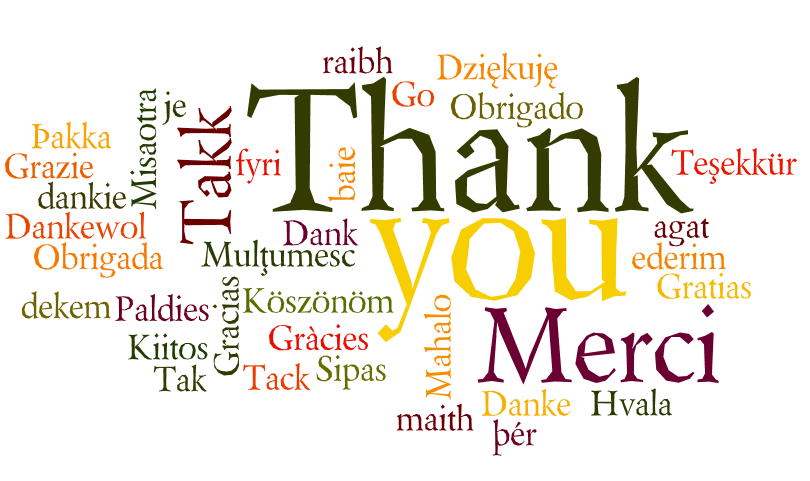 raibh
Dziękuję
Go
Obrigado
Thank
je
Misaotra
Takk
Þakka
Grazie
fyri
baie
Teşekkür
dankie
Dankewol
Obrigada
Dank
you
agat
Mulţumesc
ederim
Gratias
dekem
Paldies
Gracias
Köszönöm
Mahalo
Merci
Kiitos
Gràcies
Tak
Tack
Sipas
maith
Danke
Hvala
þér